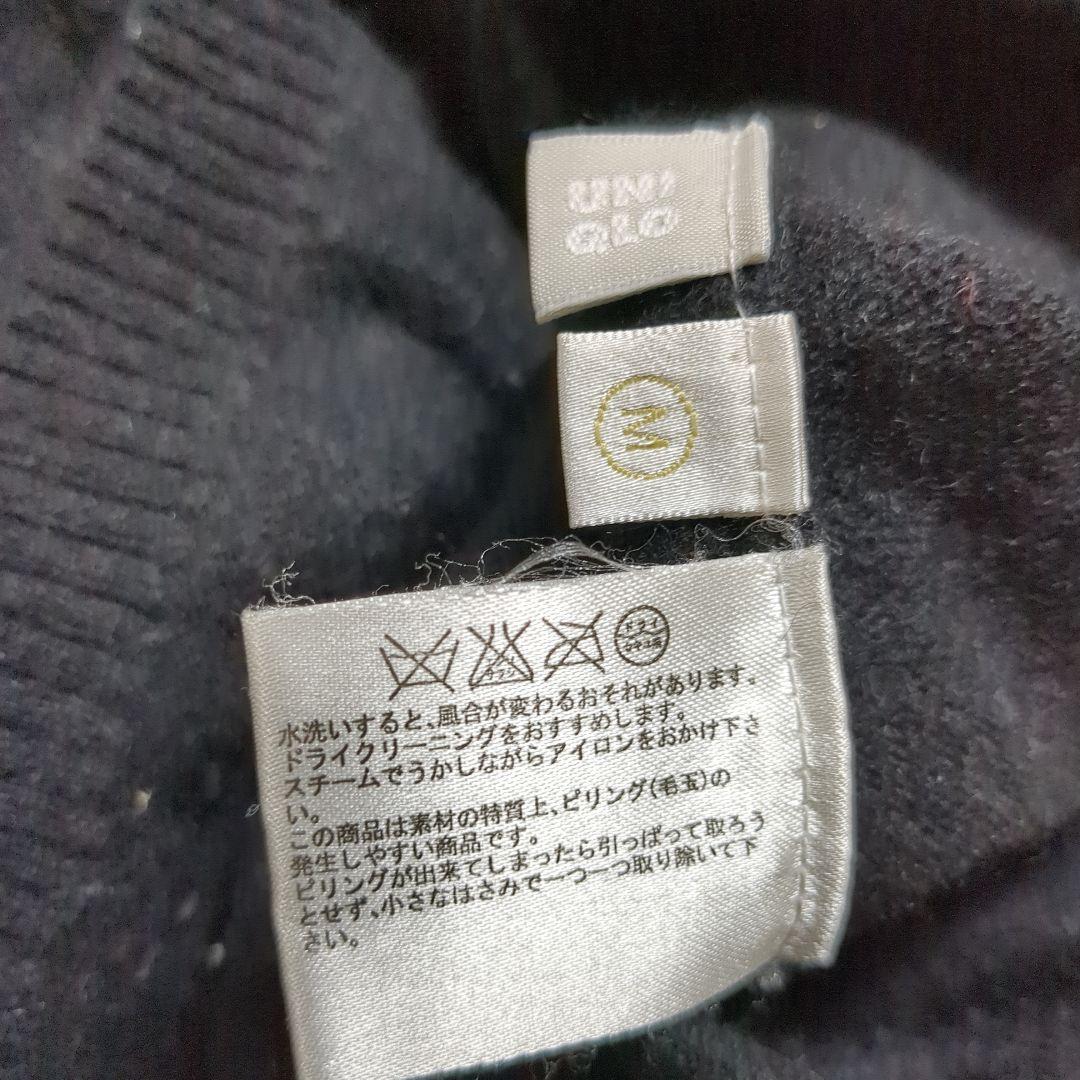 UNI
QLO
M
ドライ
水洗いすると、風合が変わるおそれがあります。
ドライクリーニングをおすすめします。
スチームでうかしながらアイロンをおかけ下さ
い。
この商品は素材の特質上、ピリング(毛玉)の
発生しやすい商品です。
ピリングが出来てしまったら引っぱって取ろう
とせず、小さなはさみで一つ一つ取り除いて下
さい。